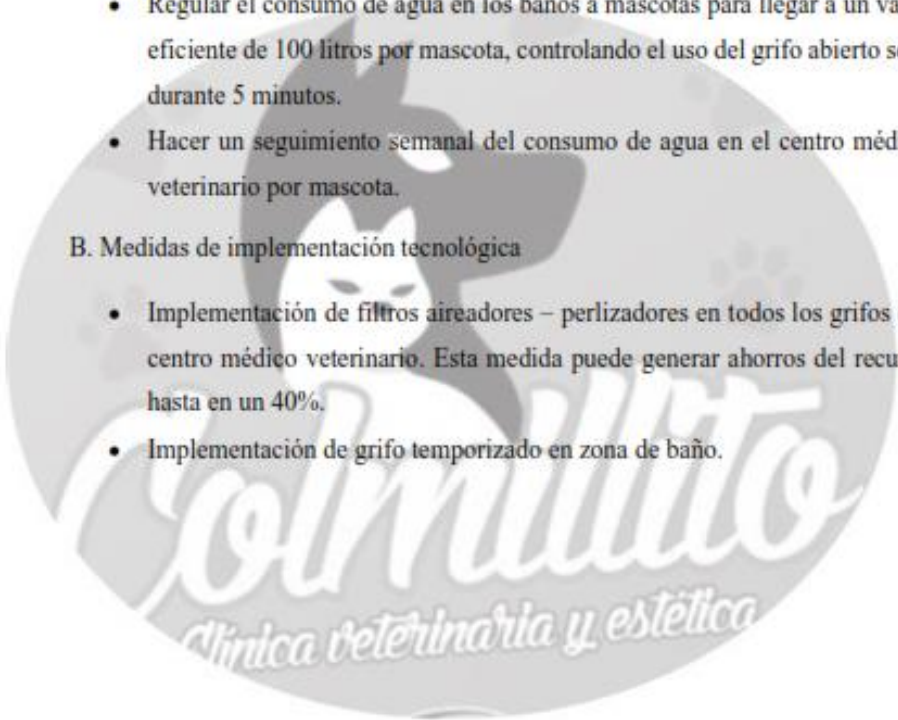 • Regular el consumo de agua en los baños a mascotas para llegar a un
eficiente de 100 litros por mascota, controlando el uso del grifo abierto
durante 5 minutos.
• Hacer un seguimiento semanal del consumo de agua en el centro
veterinario por mascota.
B. Medidas de implementación tecnológica
• Implementación de filtros aireadores – perlizadores en todos los grifos
centro médico veterinario. Esta medida puede generar ahorros del
hasta en un 40%.
• Implementación de grifo temporizado en zona de baño.
Colmillito
Clínica veterinaria y estética